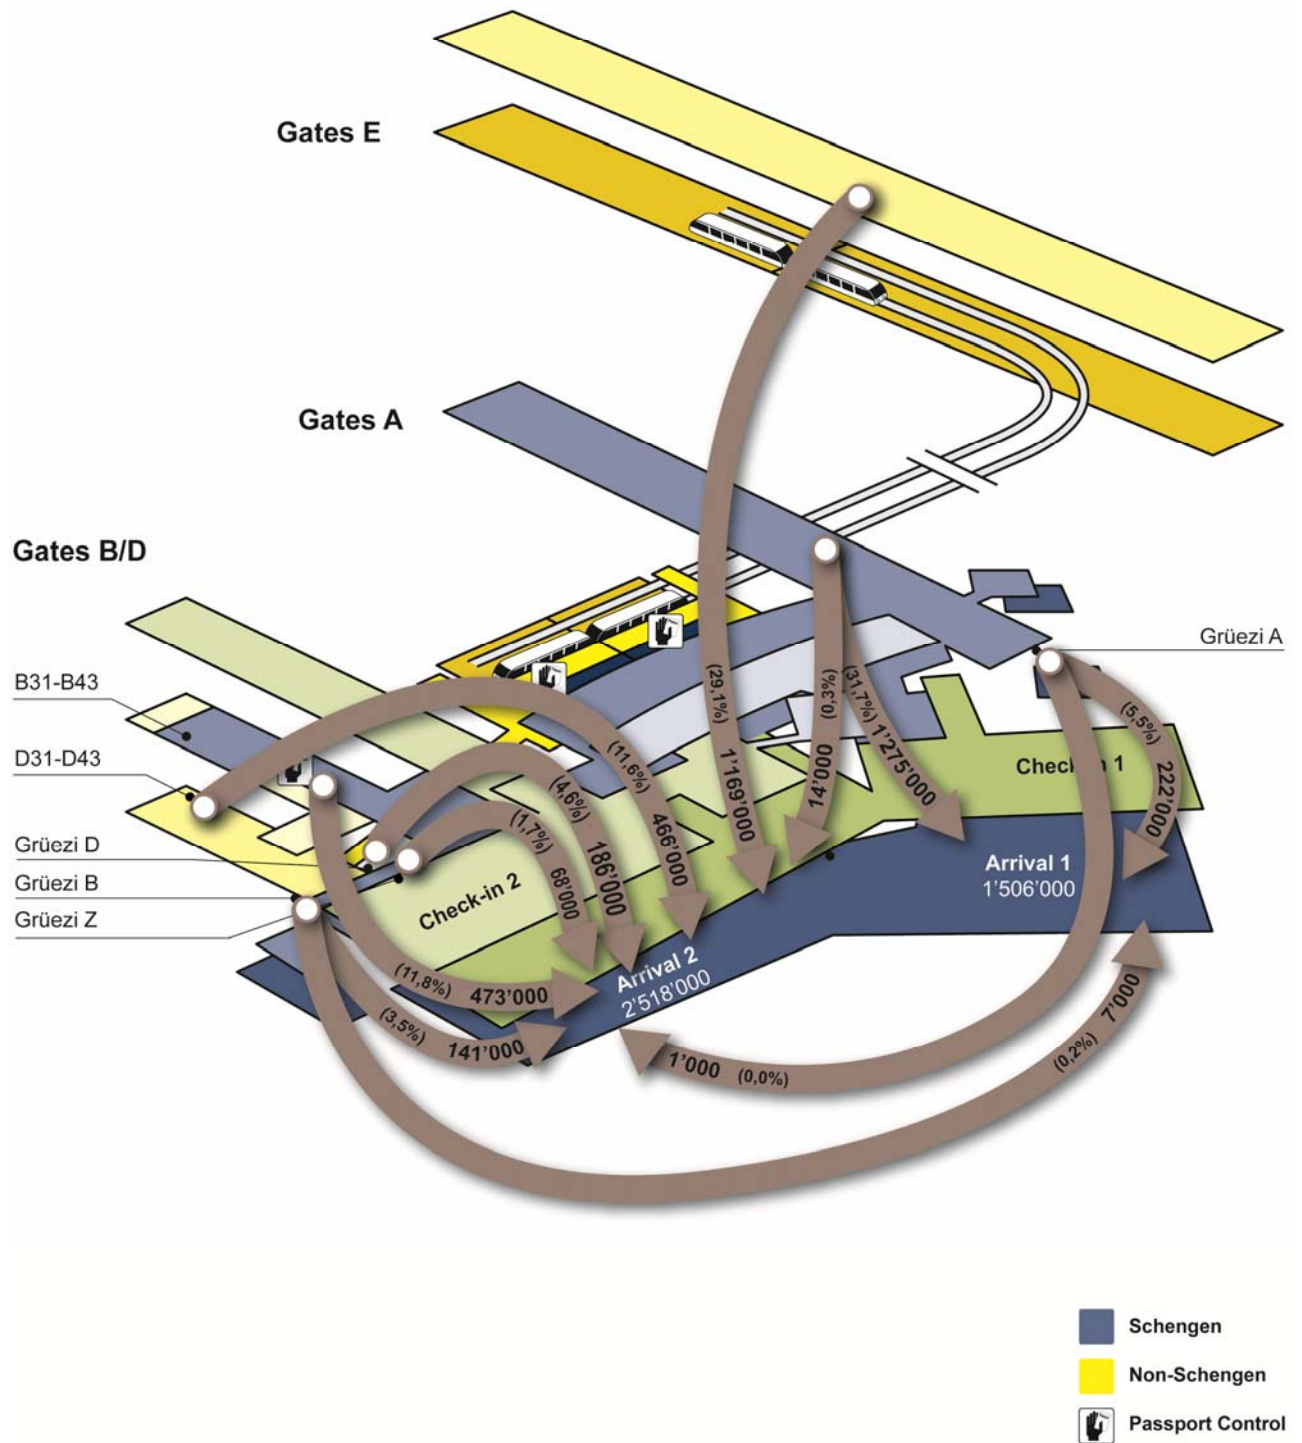 Gates E
Gates A
Gates B/D
Grüezi A
B31-B43
D31-D43
Grüezi D
Grüezi B
Grüezi Z
(29,1%) 1’169’000
(0,3%) 14’000
(31,7%) 1’275’000
(5,5%) 222’000
(11,6%) 466’000
(4,6%) 186’000
(1,7%) 68’000
Check-in 2
Arrival 1
1’506’000
Arrival 2
2’518’000
(11,8%) 473’000
(3,5%) 141’000
1’000 (0,0%)
(0,2%) 7’000
Schengen
Non-Schengen
Passport Control